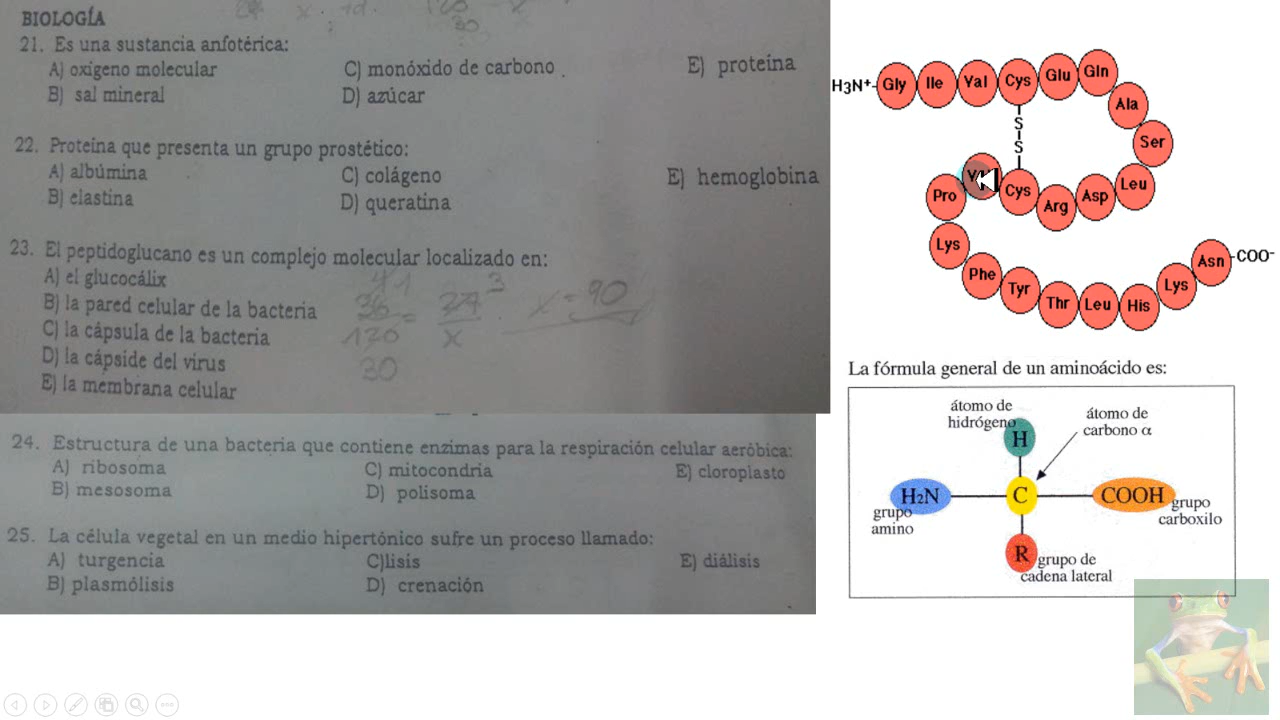 BIOLOGÍA
21. Es una sustancia anfotérica:
A) oxígeno molecular C) monóxido de carbono E) proteína
B) sal mineral D) azúcar
22. Proteína que presenta un grupo prostético:
A) albúmina C) colágeno E) hemoglobina
B) elastina D) queratina
23. El peptidoglucano es un complejo molecular localizado en:
A) el glucocálix
B) la pared celular de la bacteria
C) la cápsula de la bacteria
D) la cápside del virus
E) la membrana celular
36 = 27 3 x = 90
120 x
30
24. Estructura de una bacteria que contiene enzimas para la respiración celular aeróbica:
A) ribosoma C) mitocondria E) cloroplasto
B) mesosoma D) polisoma
25. La célula vegetal en un medio hipertónico sufre un proceso llamado:
A) turgencia C)lisis E) diálisis
B) plasmólisis D) crenación
H3N+ Gly Ile Val Cys Glu Gln
Ala
Ser
S
S
Pro Cys Arg Asp Leu
Lys Phe Tyr Thr Leu His Lys Asn COO-
La fórmula general de un aminoácido es:
átomo de
hidrógeno
átomo de
carbono α
H
H2N C COOH
grupo
amino
grupo
carboxilo
R
grupo de
cadena lateral